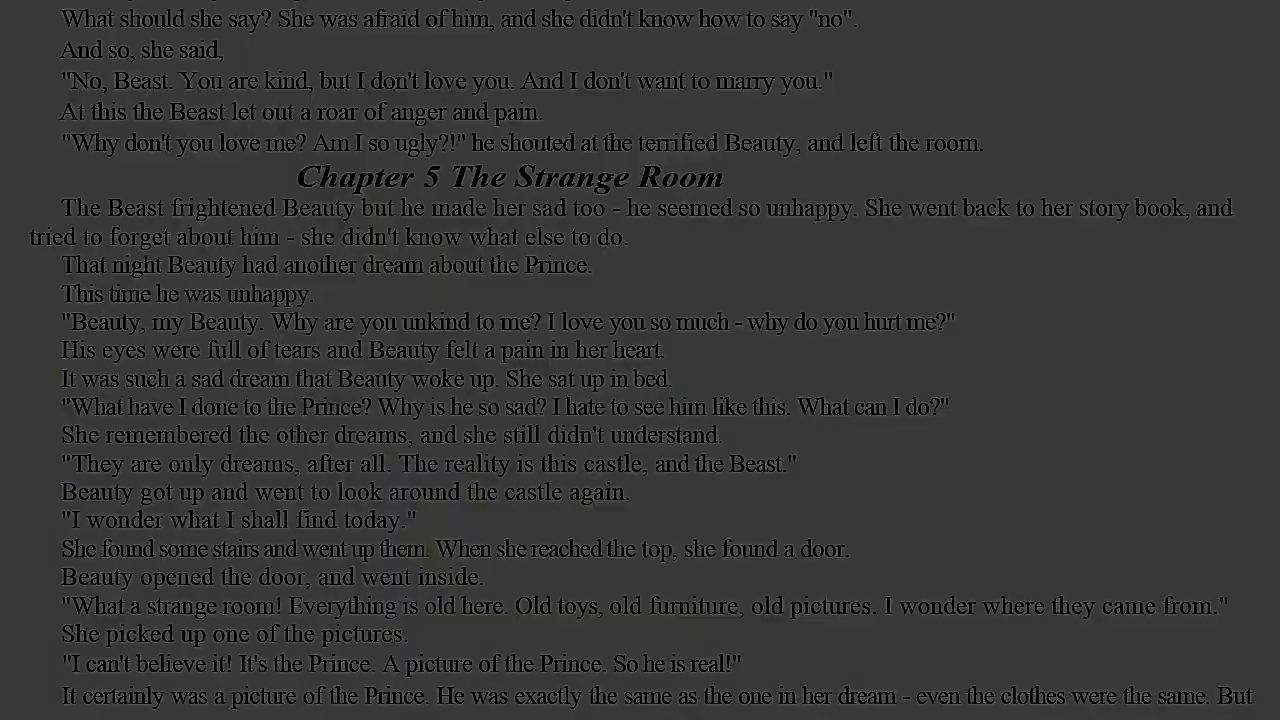 What should she say? She was afraid of him, and she didn't know how to say "no".
And so, she said,
"No, Beast. You are kind, but I don't love you. And I don't want to marry you."
At this the Beast let out a roar of anger and pain.
"Why don't you love me? Am I so ugly?!" he shouted at the terrified Beauty, and left the room.
Chapter 5 The Strange Room
The Beast frightened Beauty but he made her sad too - he seemed so unhappy. She went back to her story book, and
tried to forget about him - she didn't know what else to do.
That night Beauty had another dream about the Prince.
This time he was unhappy.
"Beauty, my Beauty. Why are you unkind to me? I love you so much - why do you hurt me?"
His eyes were full of tears and Beauty felt a pain in her heart.
It was such a sad dream that Beauty woke up. She sat up in bed.
"What have I done to the Prince? Why is he so sad? I hate to see him like this. What can I do?"
She remembered the other dreams, and she still didn't understand.
"They are only dreams, after all. The reality is this castle, and the Beast."
Beauty got up and went to look around the castle again.
"I wonder what I shall find today."
She found some stairs and went up them. When she reached the top, she found a door.
Beauty opened the door, and went inside.
"What a strange room! Everything is old here. Old toys, old furniture, old pictures. I wonder where they came from."
She picked up one of the pictures.
"I can't believe it! It's the Prince. A picture of the Prince. So he is real!"
It certainly was a picture of the Prince. He was exactly the same as the one in her dream - even the clothes were the same. But